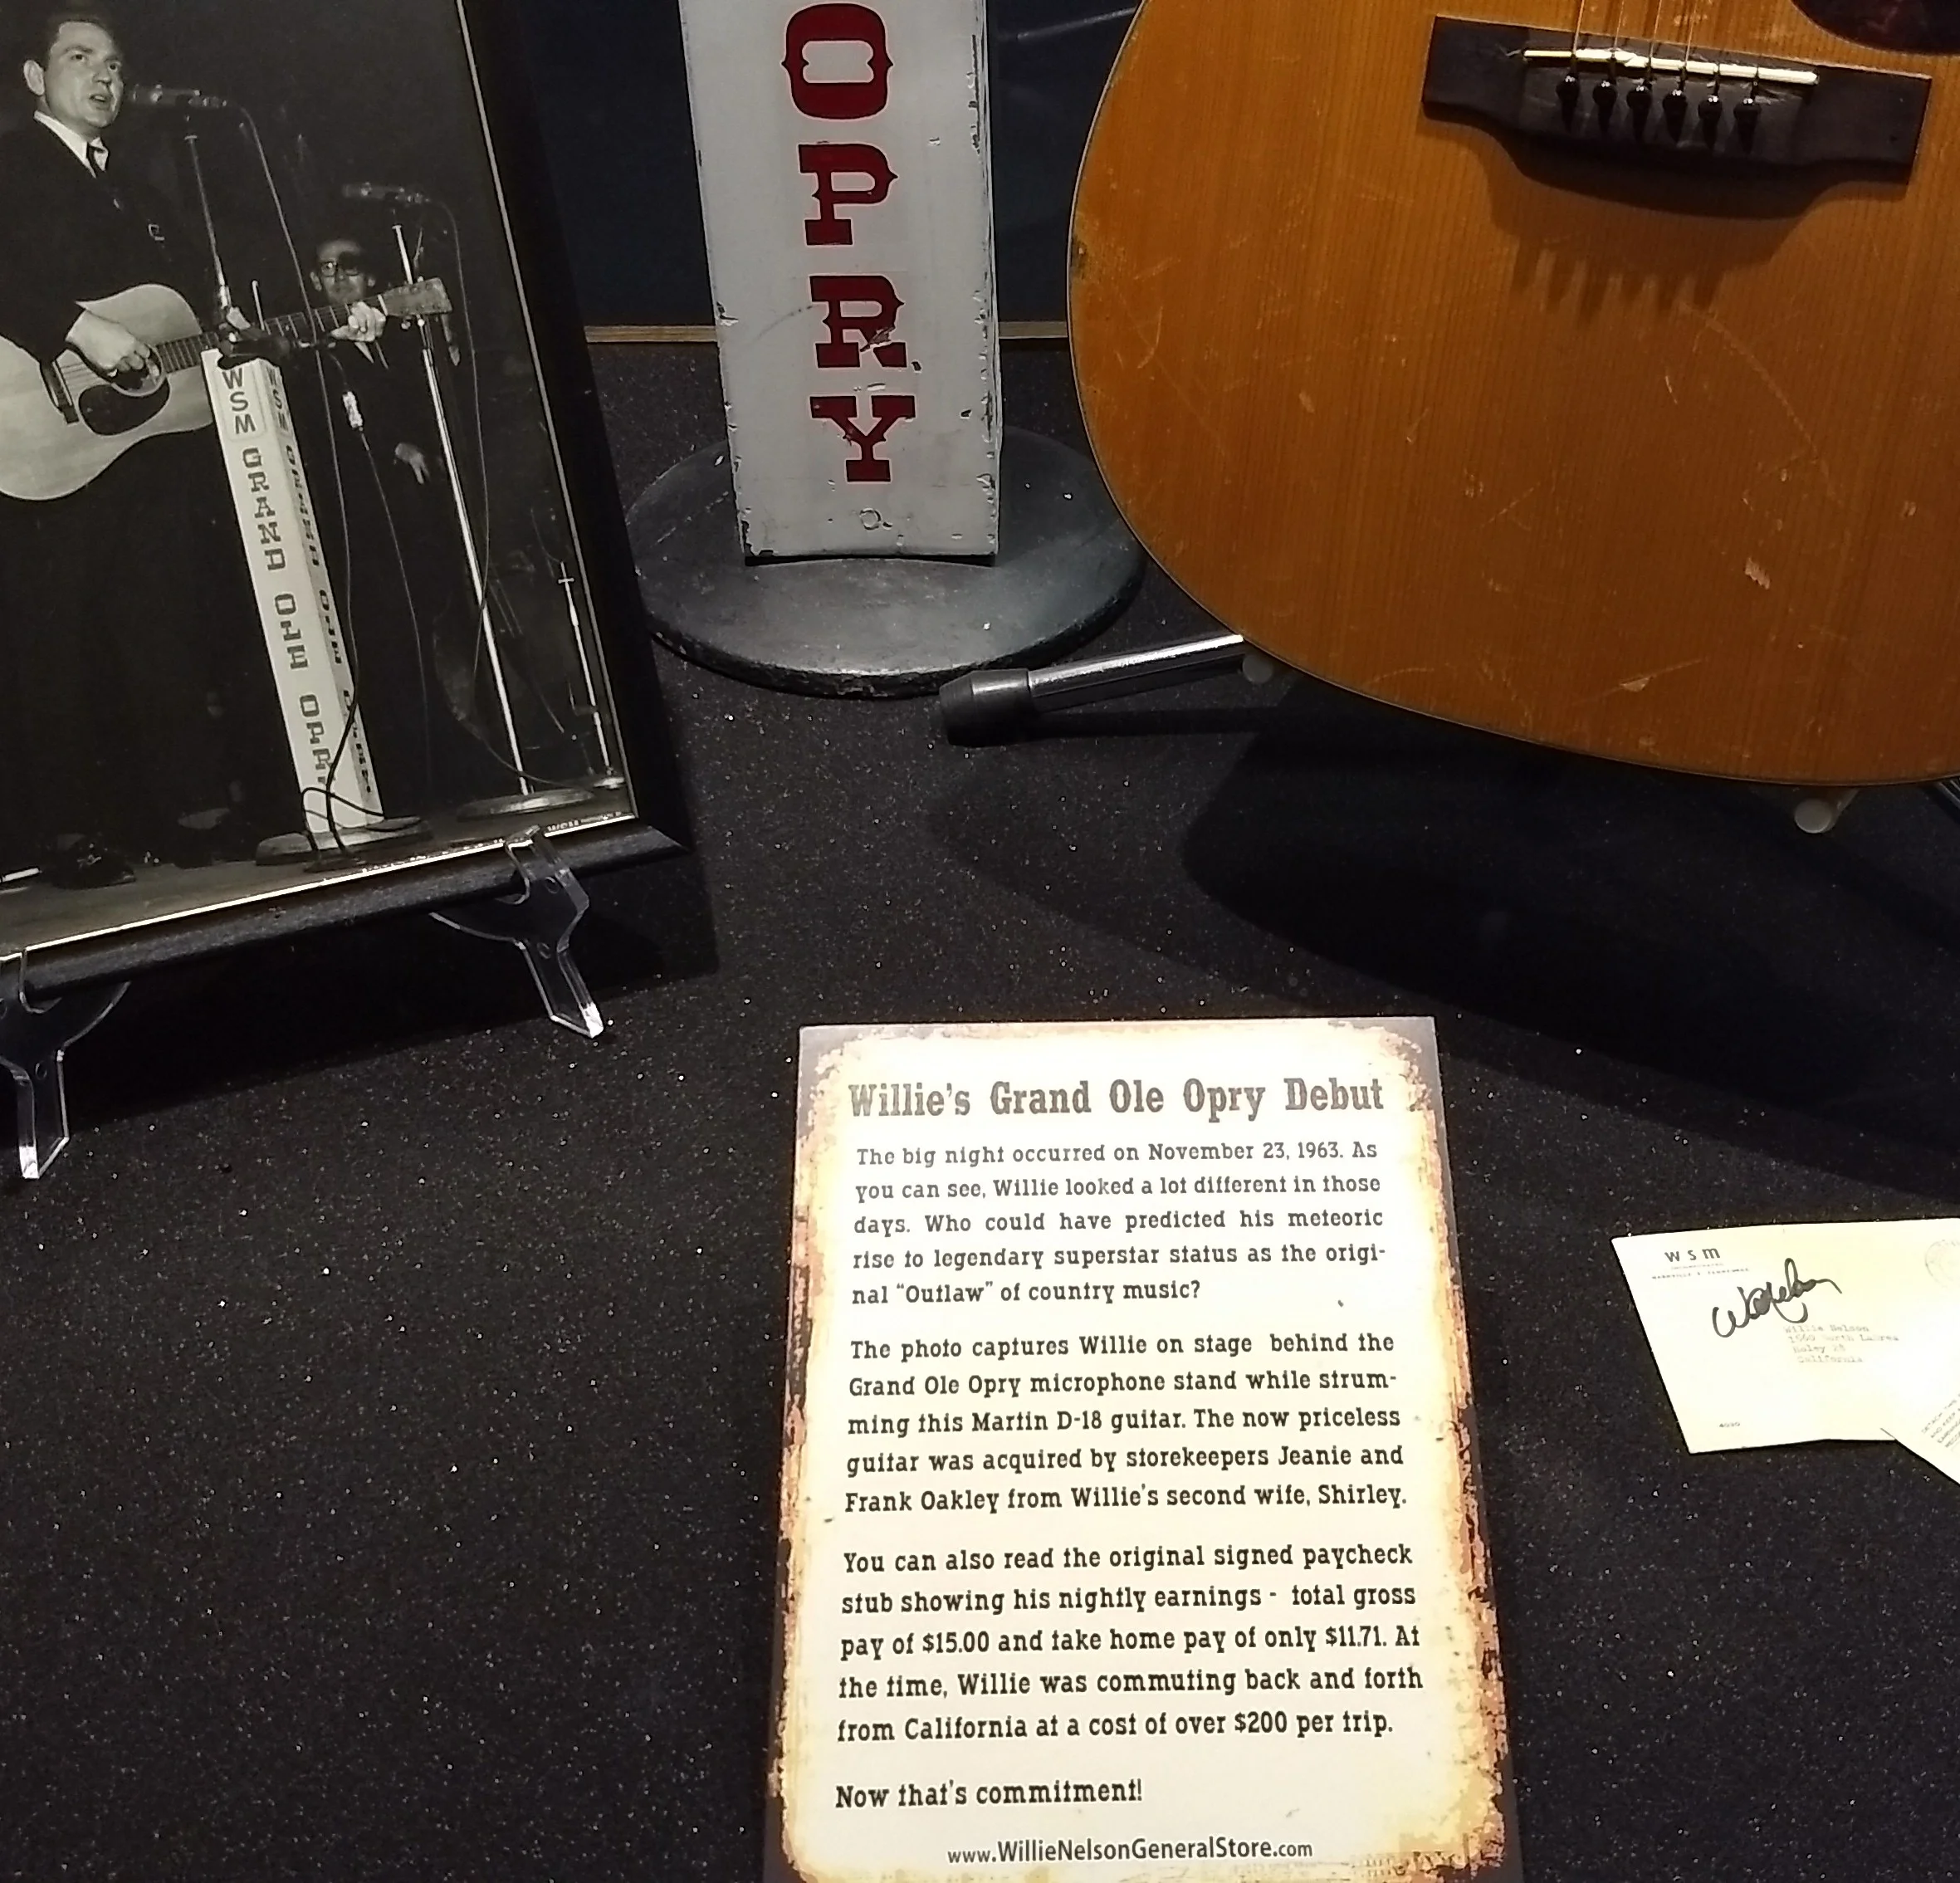 OPRY
WSM GRAND OLE OPRY
Willie's Grand Ole Opry Debut
The big night occurred on November 23, 1963. As
you can see, Willie looked a lot different in those
days. Who could have predicted his meteoric
rise to legendary superstar status as the origi-
nal "Outlaw" of country music?
The photo captures Willie on stage behind the
Grand Ole Opry microphone stand while strum-
ming this Martin D-18 guitar. The now priceless
guitar was acquired by storekeepers Jeanie and
Frank Oakley from Willie's second wife, Shirley.
You can also read the original signed paycheck
stub showing his nightly earnings - total gross
pay of $15.00 and take home pay of only $11.71. At
the time, Willie was commuting back and forth
from California at a cost of over $200 per trip.
Now that's commitment!
www.WillieNelsonGeneralStore.com
wsm
Willie Nelson
California